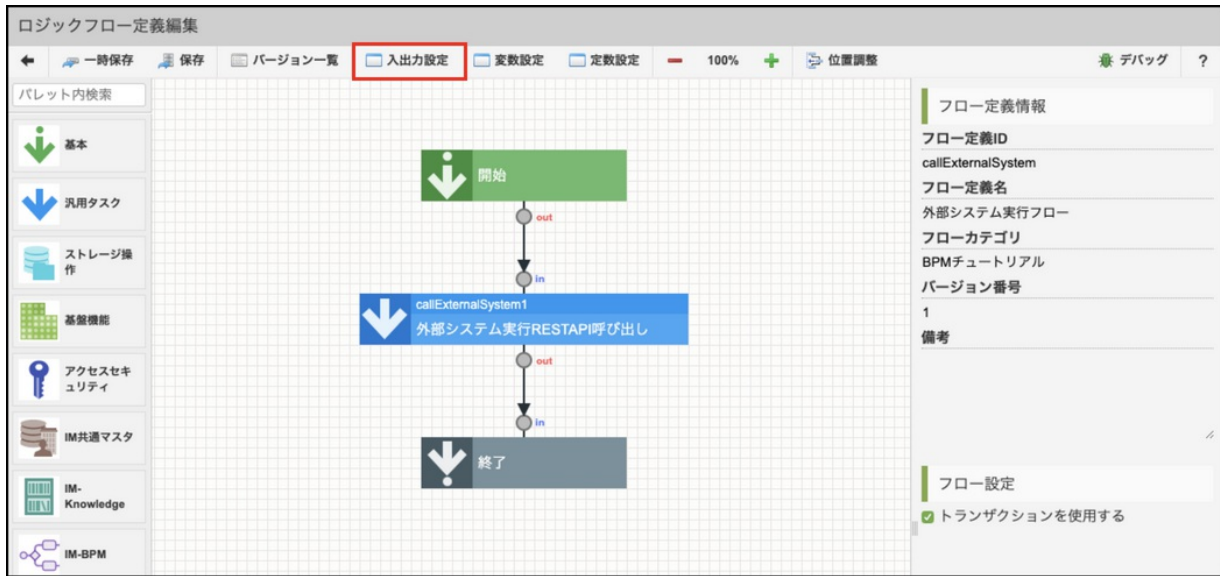 ロジックフロー定義編集
一時保存 保存 バージョン一覧 入出力設定 変数設定 定数設定 100% 位置調整 デバッグ ?
パレット内検索
基本
汎用タスク
ストレージ操
作
基盤機能
アクセスセキ
ュリティ
IM共通マスタ
IM-
Knowledge
IM-BPM
開始
out
in
callExternalSystem1
外部システム実行RESTAPI呼び出し
out
in
終了
フロー定義情報
フロー定義ID
callExternalSystem
フロー定義名
外部システム実行フロー
フローカテゴリ
BPMチュートリアル
バージョン番号
1
備考
フロー設定
トランザクションを使用する